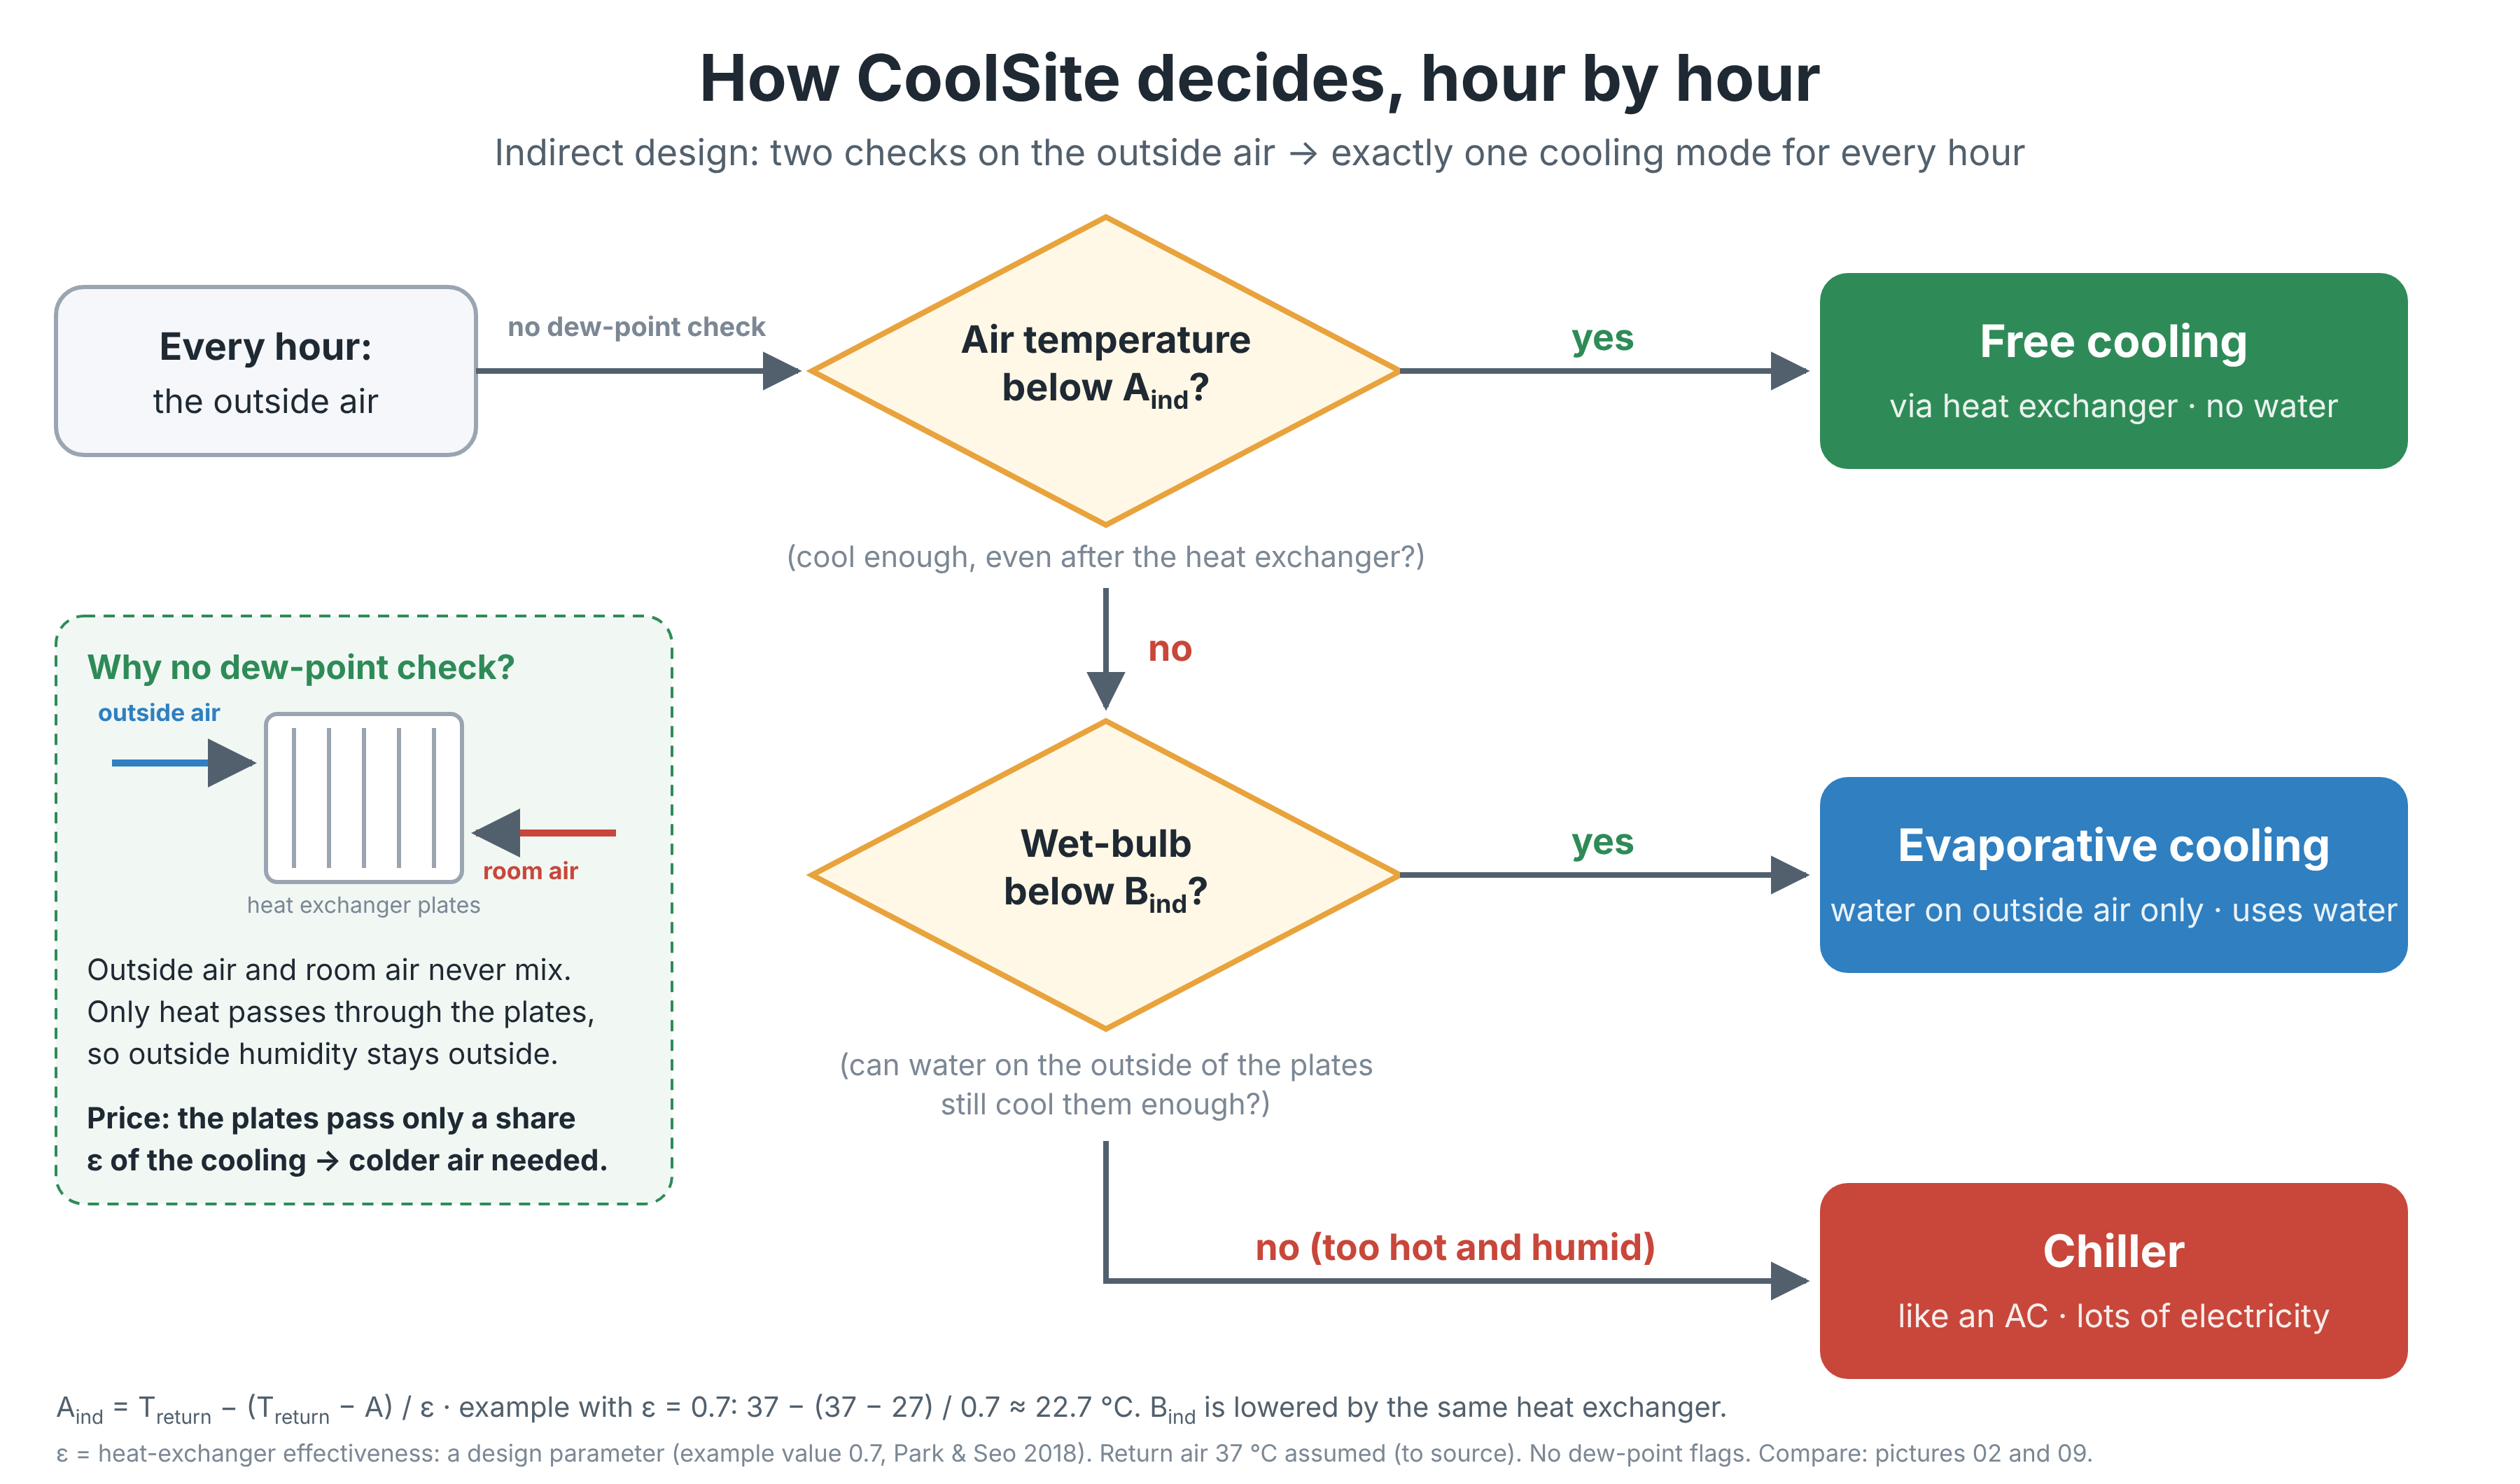 How CoolSite decides, hour by hour
Indirect design: two checks on the outside air → exactly one cooling mode for every hour
Every hour:
the outside air
no dew-point check
Air temperature
below A_ind?
yes
Free cooling
via heat exchanger · no water
(cool enough, even after the heat exchanger?)
no
Why no dew-point check?
outside air
room air
heat exchanger plates
Outside air and room air never mix.
Only heat passes through the plates,
so outside humidity stays outside.
Price: the plates pass only a share
ε of the cooling → colder air needed.
Wet-bulb
below B_ind?
yes
Evaporative cooling
water on outside air only · uses water
(can water on the outside of the plates
still cool them enough?)
no (too hot and humid)
Chiller
like an AC · lots of electricity
A_ind = T_return − (T_return − A) / ε · example with ε = 0.7: 37 − (37 − 27) / 0.7 ≈ 22.7 °C. B_ind is lowered by the same heat exchanger.
ε = heat-exchanger effectiveness: a design parameter (example value 0.7, Park & Seo 2018). Return air 37 °C assumed (to source). No dew-point flags. Compare: pictures 02 and 09.